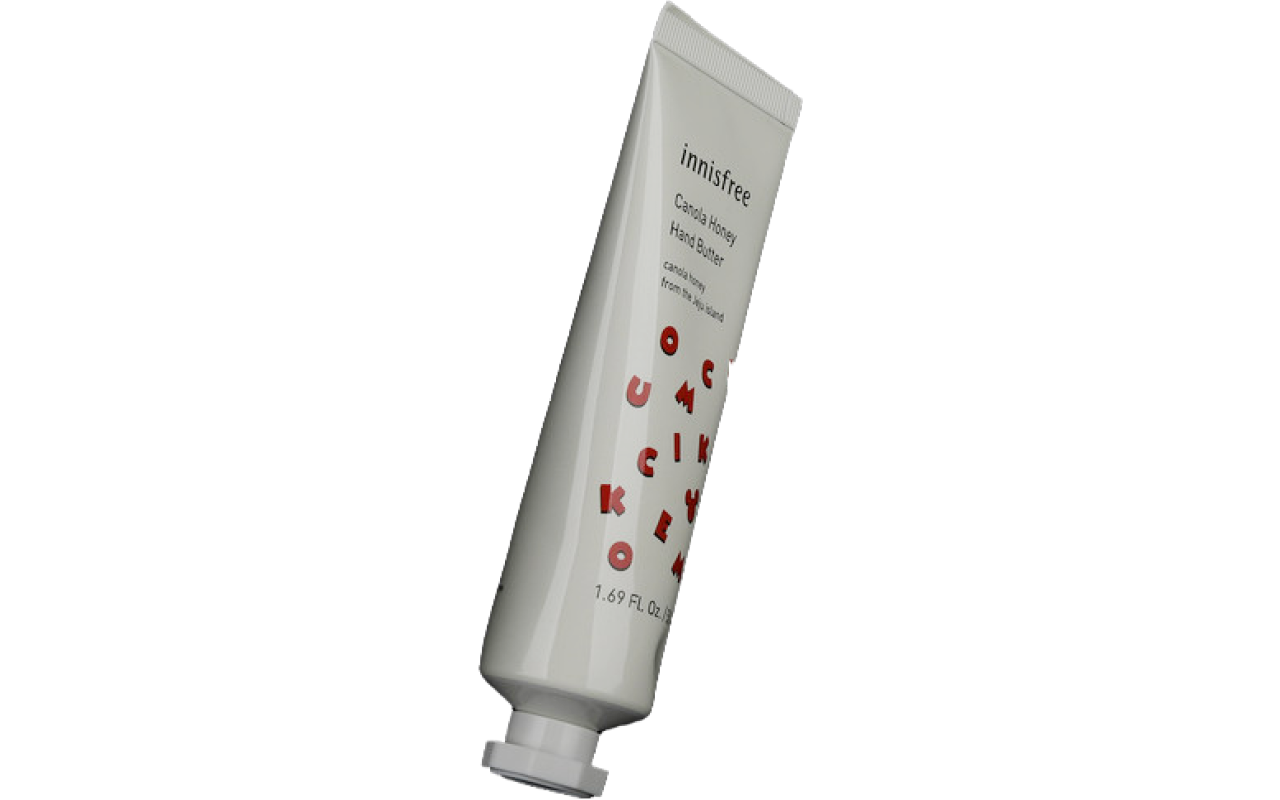 innisfree
Canola Honey
Hand Butter
canola honey
from the Jeju island
O C
U M
C I K
K E Y
O M
1.69 Fl. Oz. /